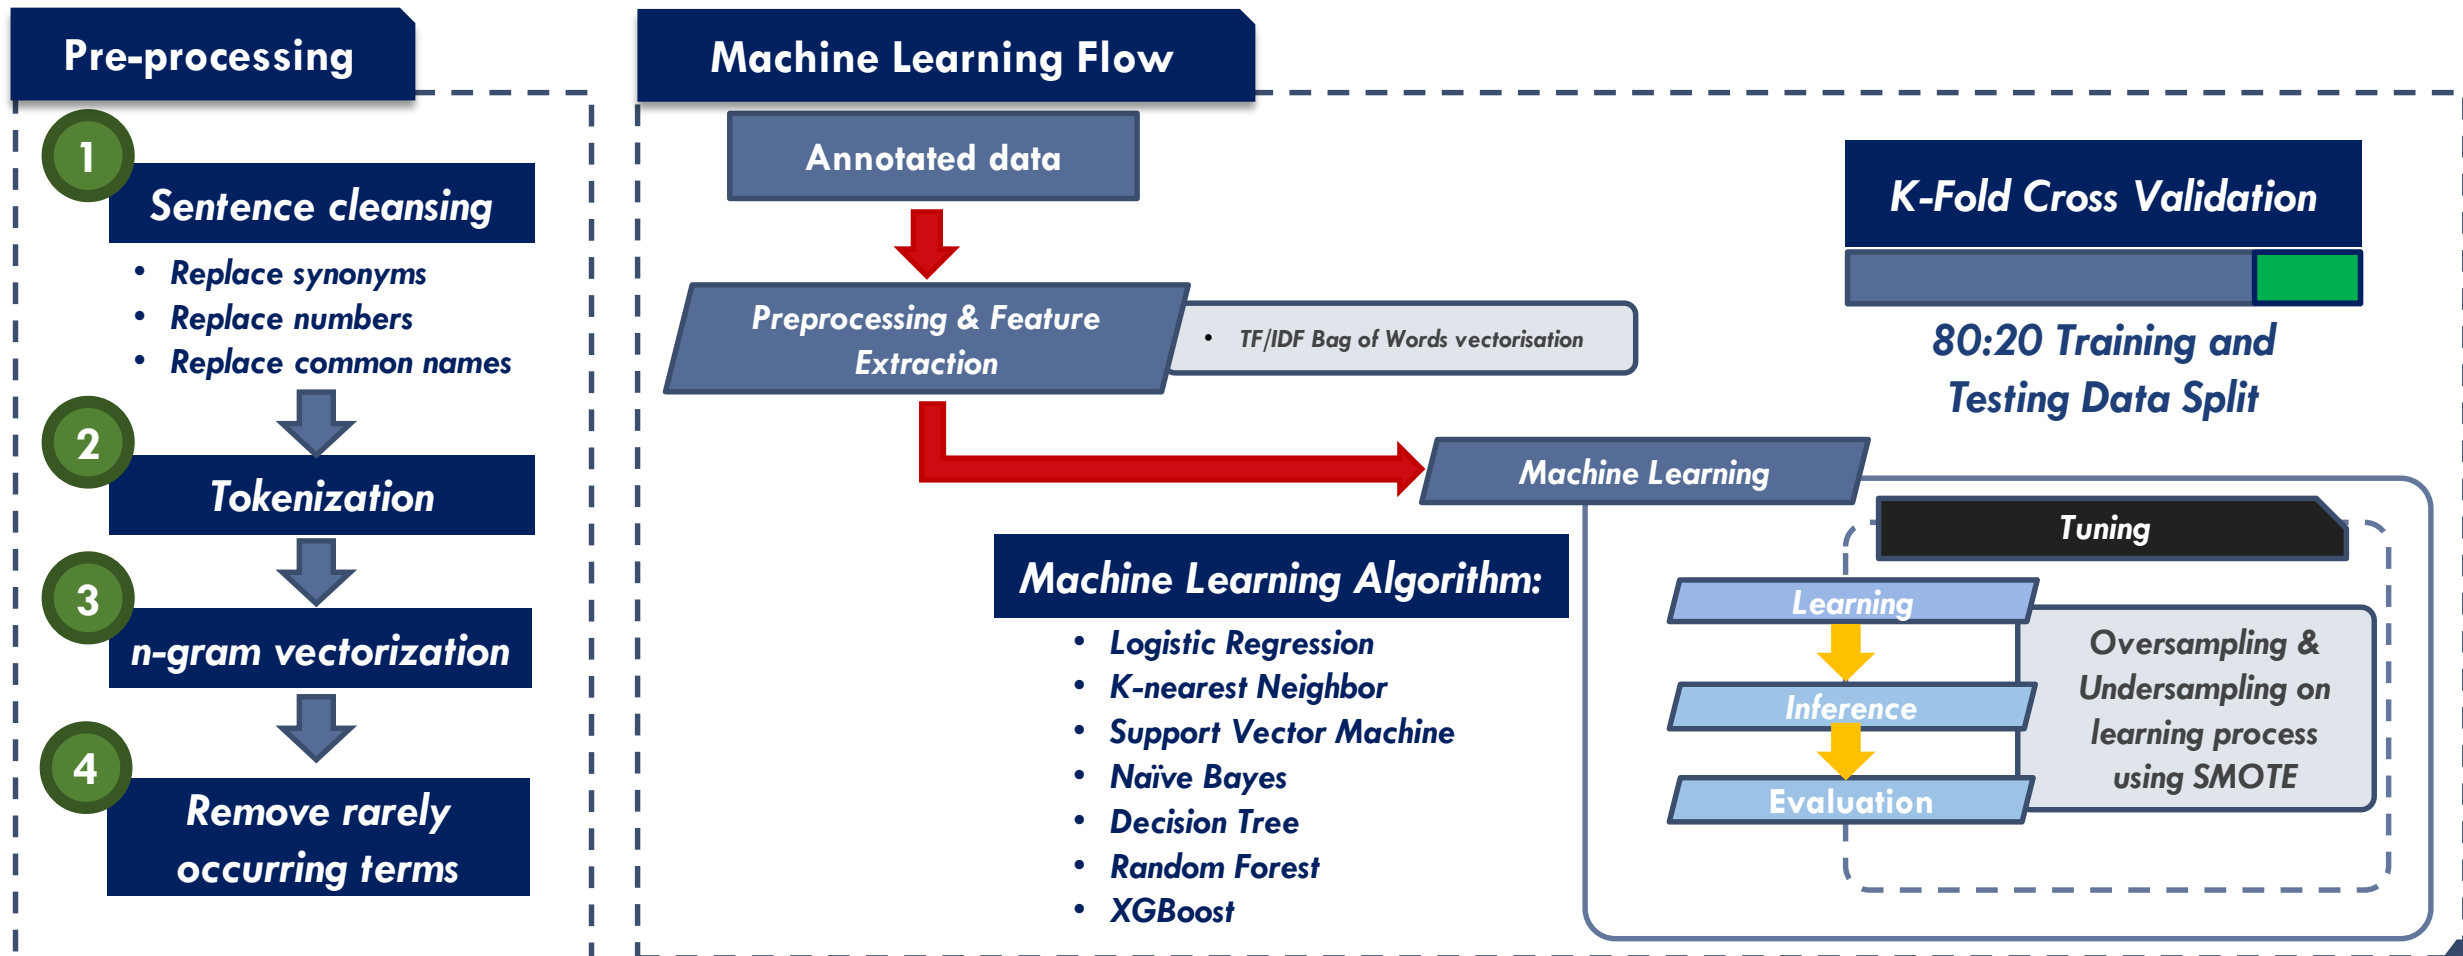 Pre-processing
1
Sentence cleansing
• Replace synonyms
• Replace numbers
• Replace common names
2
Tokenization
3
n-gram vectorization
4
Remove rarely
occurring terms
Machine Learning Flow
Annotated data
Preprocessing & Feature
Extraction
• TF/IDF Bag of Words vectorisation
K-Fold Cross Validation
80:20 Training and
Testing Data Split
Machine Learning
Machine Learning Algorithm:
• Logistic Regression
• K-nearest Neighbor
• Support Vector Machine
• Naïve Bayes
• Decision Tree
• Random Forest
• XGBoost
Tuning
Learning
Inference
Evaluation
Oversampling &
Undersampling on
learning process
using SMOTE